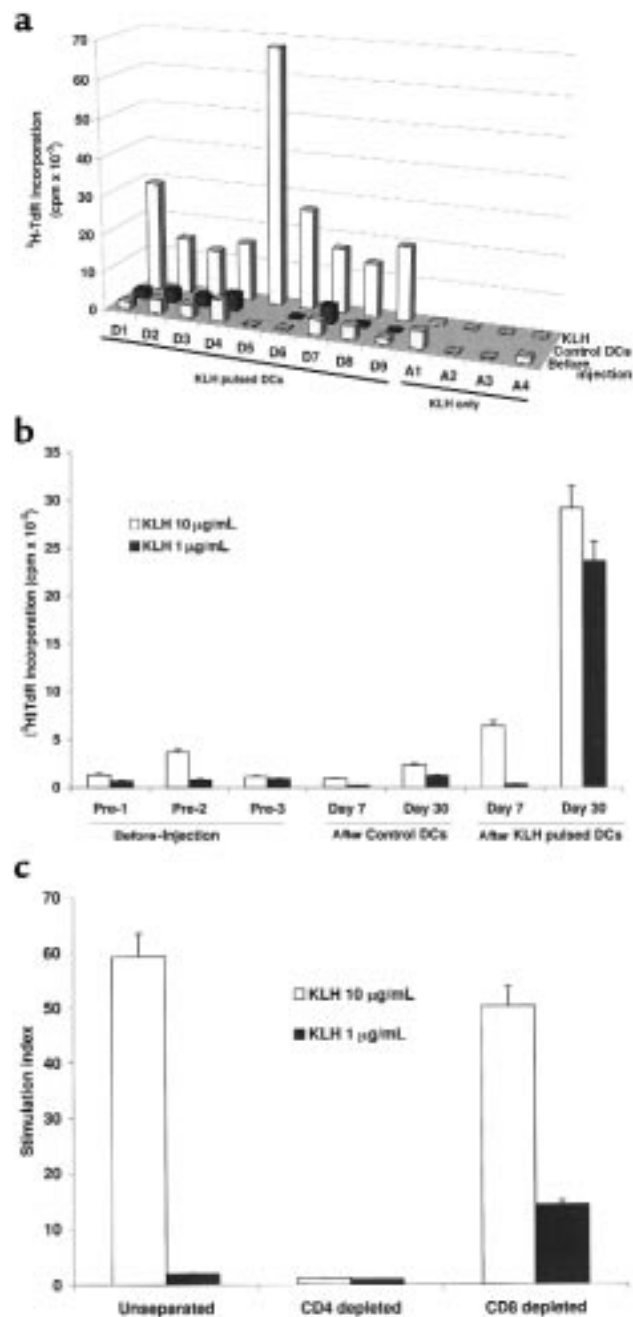 a
70
60
50
40
30
20
10
0
³H-TdR Incorporation
(cpm x 10⁻³)
D1 D2 D3 D4 D5 D6 D7 D8 D9 A1 A2 A3 A4
KLH
Control DCs
Before
injection
KLH pulsed DCs
KLH only
b
35
30
25
20
15
10
5
0
[³H]TdR Incorporation (cpm x 10⁻³)
KLH 10 µg/mL
KLH 1 µg/mL
Pre-1 Pre-2 Pre-3 Day 7 Day 30 Day 7 Day 30
Before-Injection After Control DCs After KLH pulsed DCs
c
70
60
50
40
30
20
10
0
Stimulation index
KLH 10 µg/mL
KLH 1 µg/mL
Unseparated CD4 depleted CD8 depleted